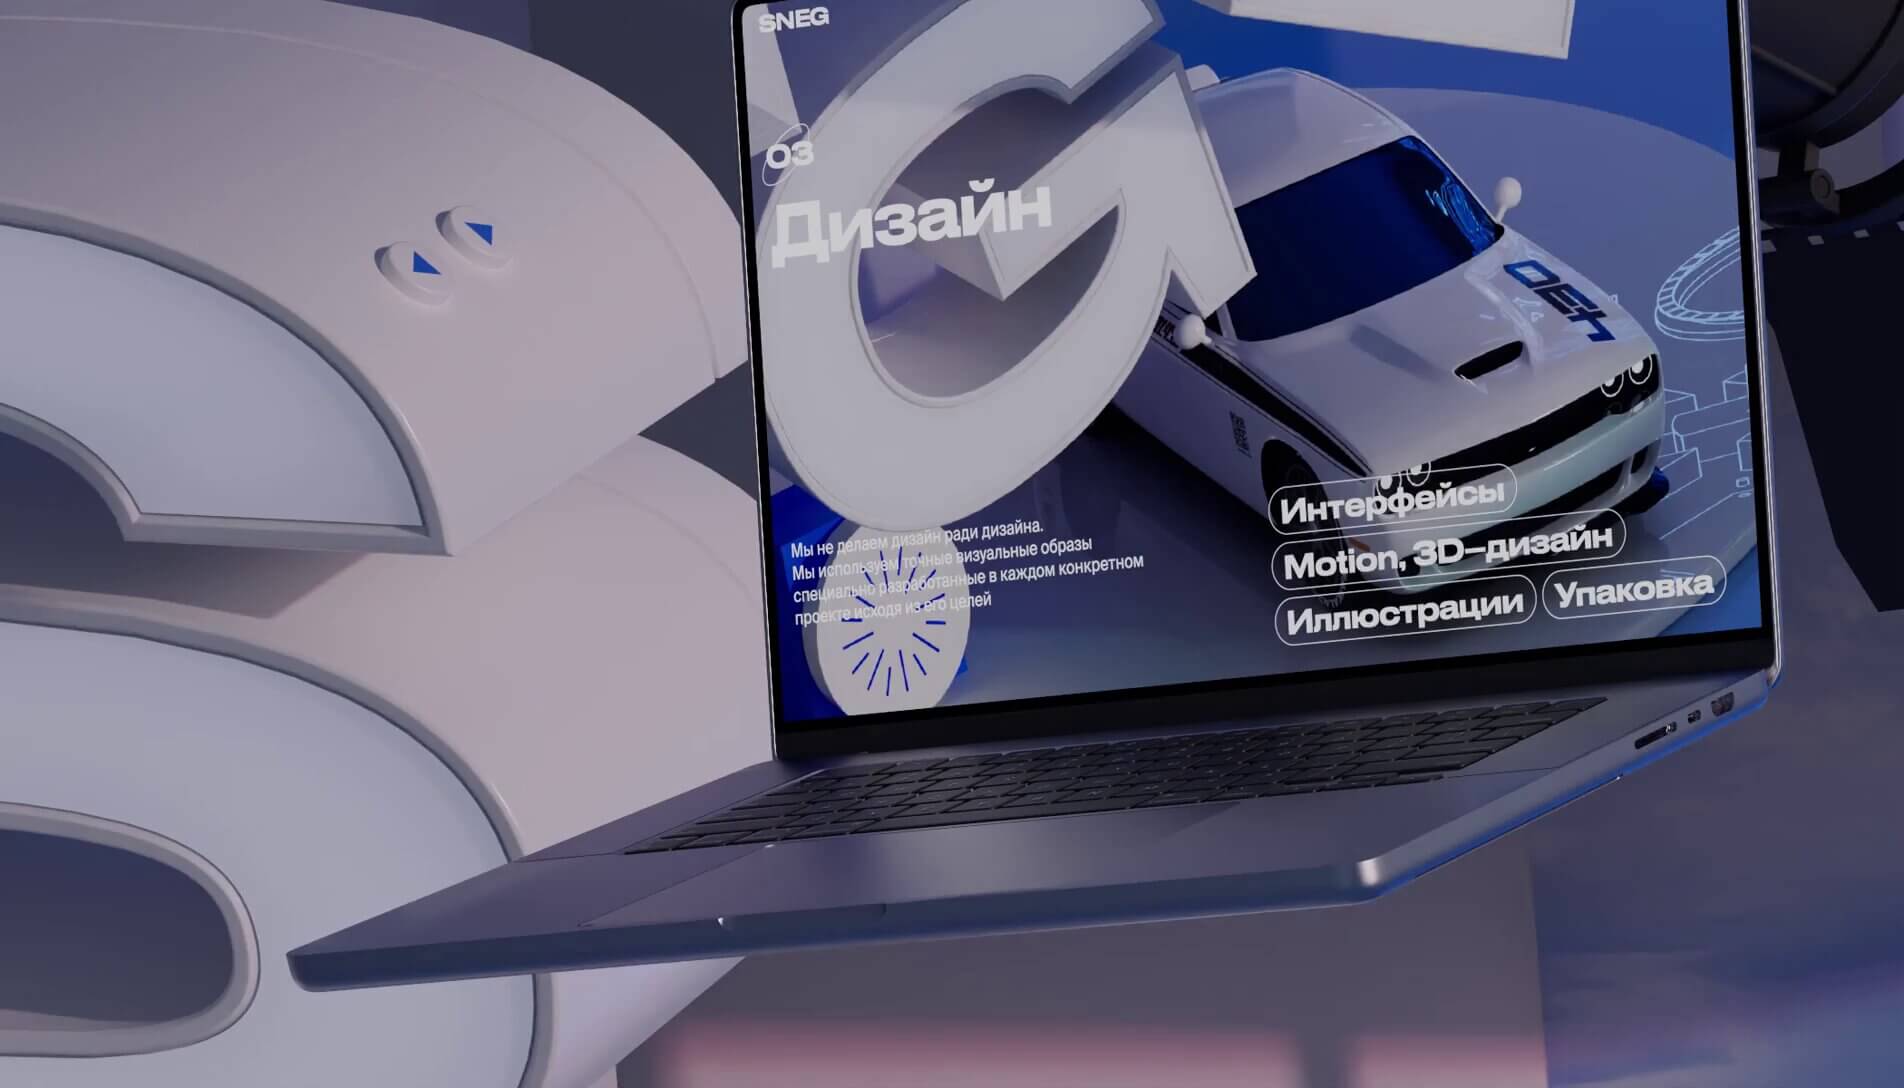 SNEG
03
Дизайн
Мы не делаем дизайн ради дизайна.
Мы используем точные визуальные образы
специально разработанные в каждом конкретном
проекте исходя из его целей
Интерфейсы
Motion, 3D–дизайн
Иллюстрации
Упаковка